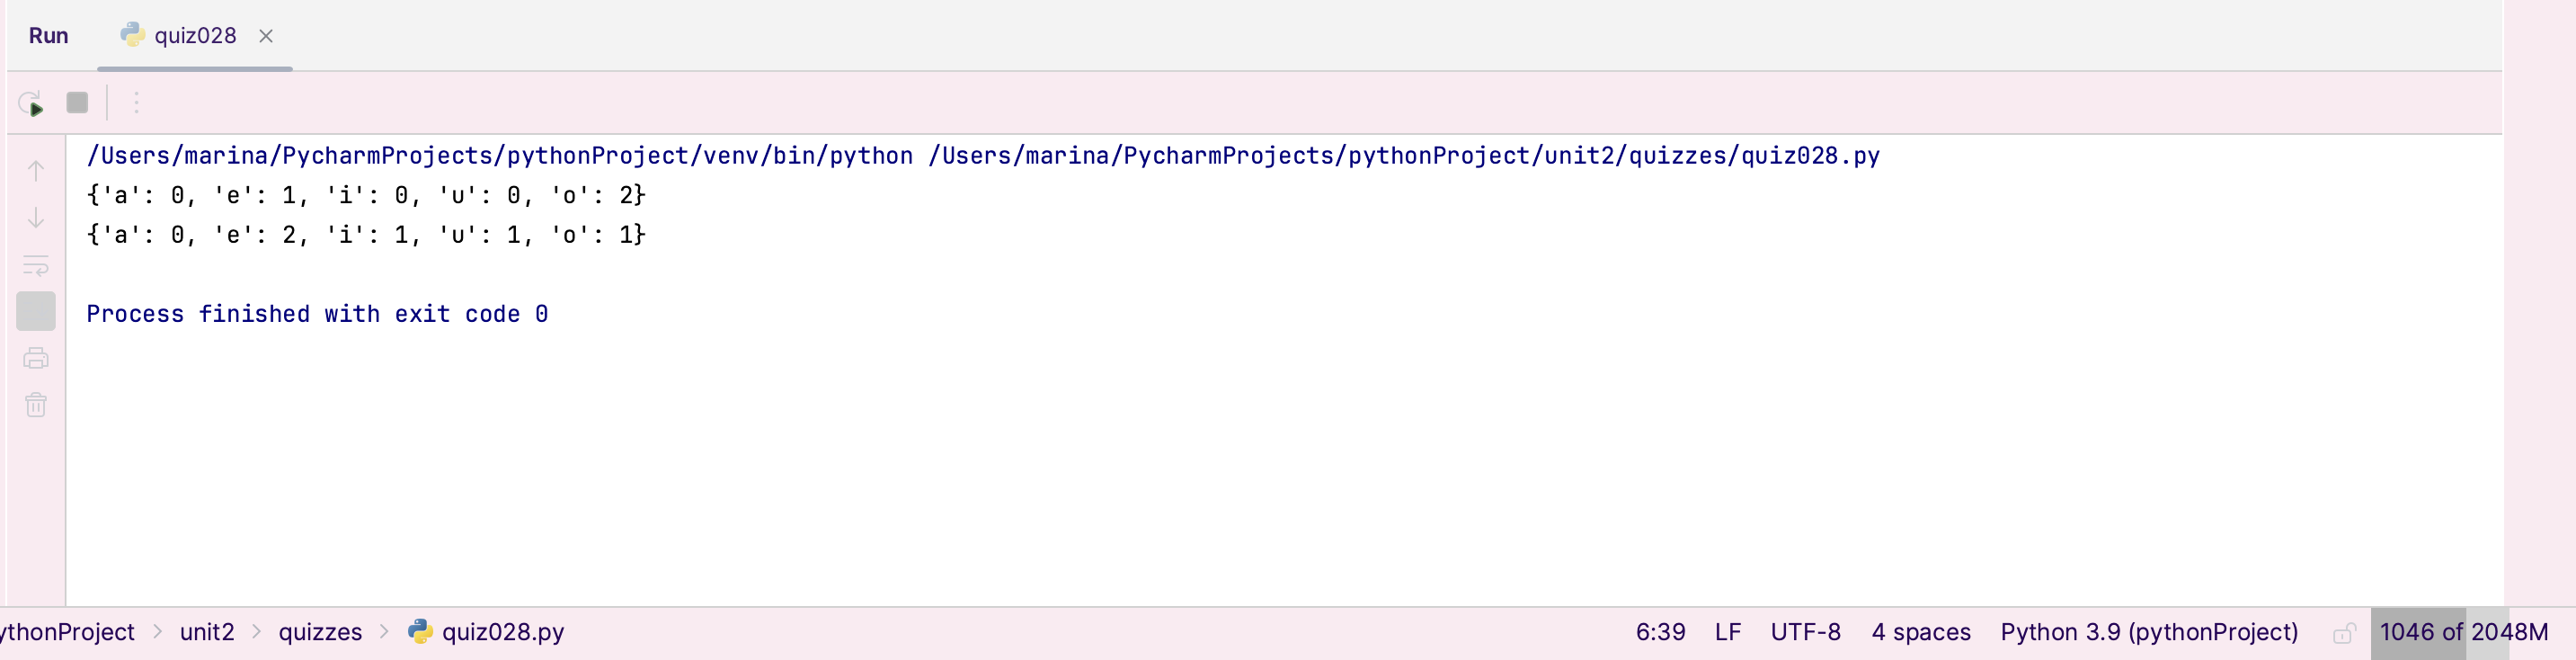 Run quiz028
/Users/marina/PycharmProjects/pythonProject/venv/bin/python /Users/marina/PycharmProjects/pythonProject/unit2/quizzes/quiz028.py
{'a': 0, 'e': 1, 'i': 0, 'u': 0, 'o': 2}
{'a': 0, 'e': 2, 'i': 1, 'u': 1, 'o': 1}
Process finished with exit code 0
ythonProject > unit2 > quizzes > quiz028.py 6:39 LF UTF-8 4 spaces Python 3.9 (pythonProject) 1046 of 2048M